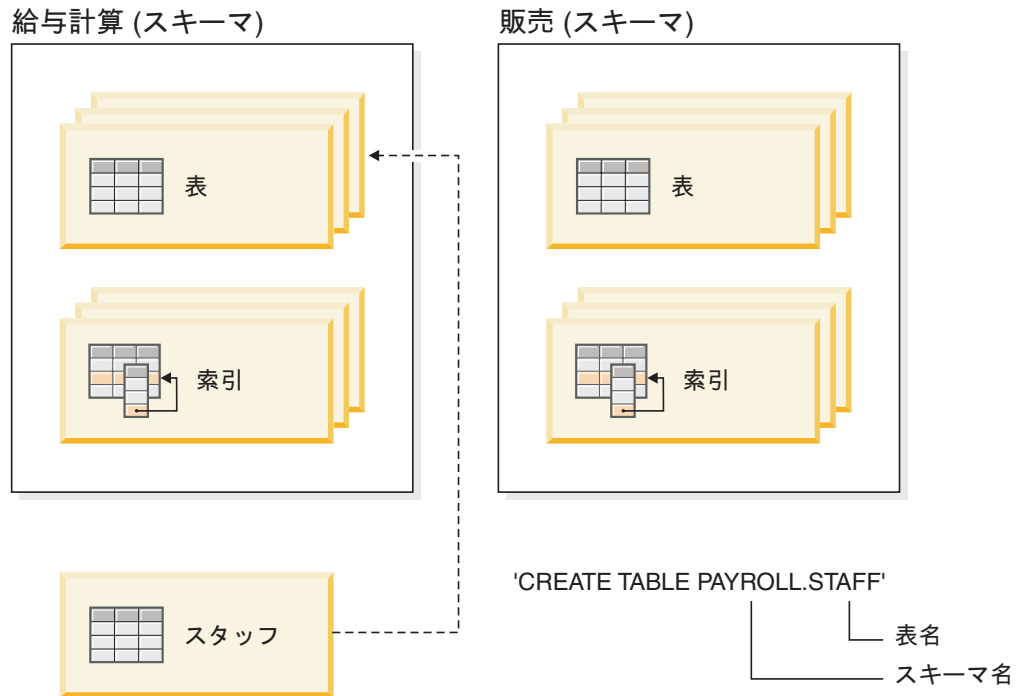 給与計算 (スキーマ)
販売 (スキーマ)
表
表
索引
索引
スタッフ
'CREATE TABLE PAYROLL.STAFF'
表名
スキーマ名